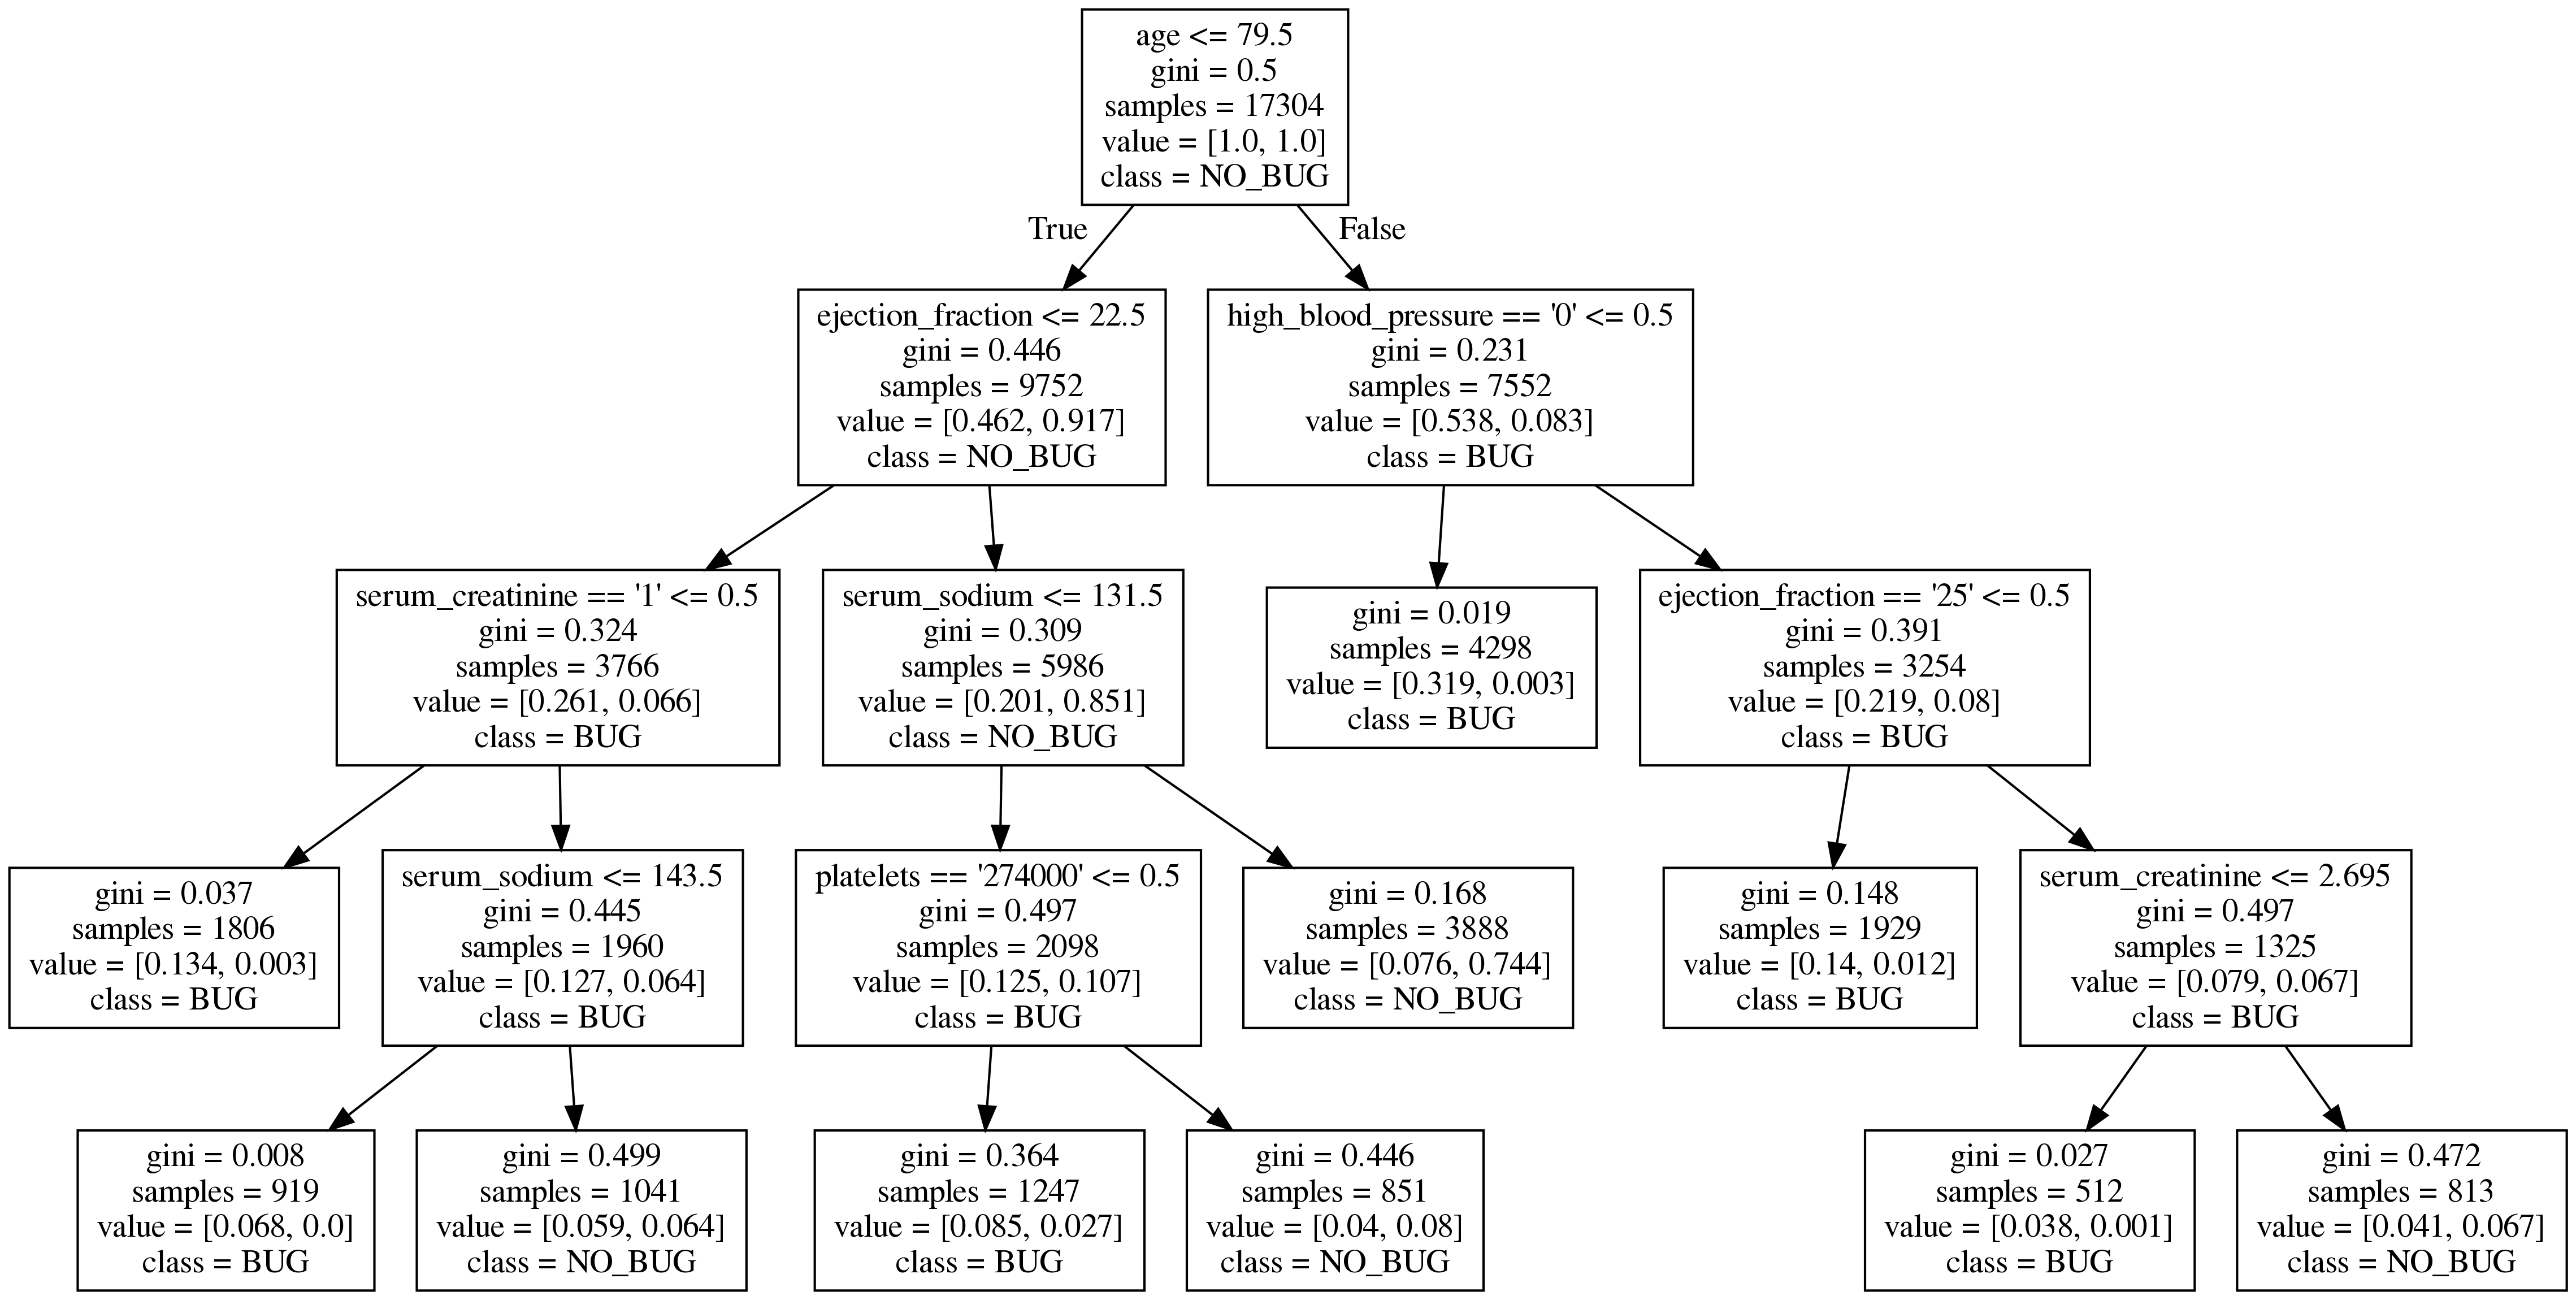 age <= 79.5
gini = 0.5
samples = 17304
value = [1.0, 1.0]
class = NO_BUG
True
False
ejection_fraction <= 22.5
gini = 0.446
samples = 9752
value = [0.462, 0.917]
class = NO_BUG
high_blood_pressure == '0' <= 0.5
gini = 0.231
samples = 7552
value = [0.538, 0.083]
class = BUG
serum_creatinine == '1' <= 0.5
gini = 0.324
samples = 3766
value = [0.261, 0.066]
class = BUG
serum_sodium <= 131.5
gini = 0.309
samples = 5986
value = [0.201, 0.851]
class = NO_BUG
gini = 0.019
samples = 4298
value = [0.319, 0.003]
class = BUG
ejection_fraction == '25' <= 0.5
gini = 0.391
samples = 3254
value = [0.219, 0.08]
class = BUG
gini = 0.037
samples = 1806
value = [0.134, 0.003]
class = BUG
serum_sodium <= 143.5
gini = 0.445
samples = 1960
value = [0.127, 0.064]
class = BUG
platelets == '274000' <= 0.5
gini = 0.497
samples = 2098
value = [0.125, 0.107]
class = BUG
gini = 0.168
samples = 3888
value = [0.076, 0.744]
class = NO_BUG
gini = 0.148
samples = 1929
value = [0.14, 0.012]
class = BUG
serum_creatinine <= 2.695
gini = 0.497
samples = 1325
value = [0.079, 0.067]
class = BUG
gini = 0.008
samples = 919
value = [0.068, 0.0]
class = BUG
gini = 0.499
samples = 1041
value = [0.059, 0.064]
class = NO_BUG
gini = 0.364
samples = 1247
value = [0.085, 0.027]
class = BUG
gini = 0.446
samples = 851
value = [0.04, 0.08]
class = NO_BUG
gini = 0.027
samples = 512
value = [0.038, 0.001]
class = BUG
gini = 0.472
samples = 813
value = [0.041, 0.067]
class = NO_BUG